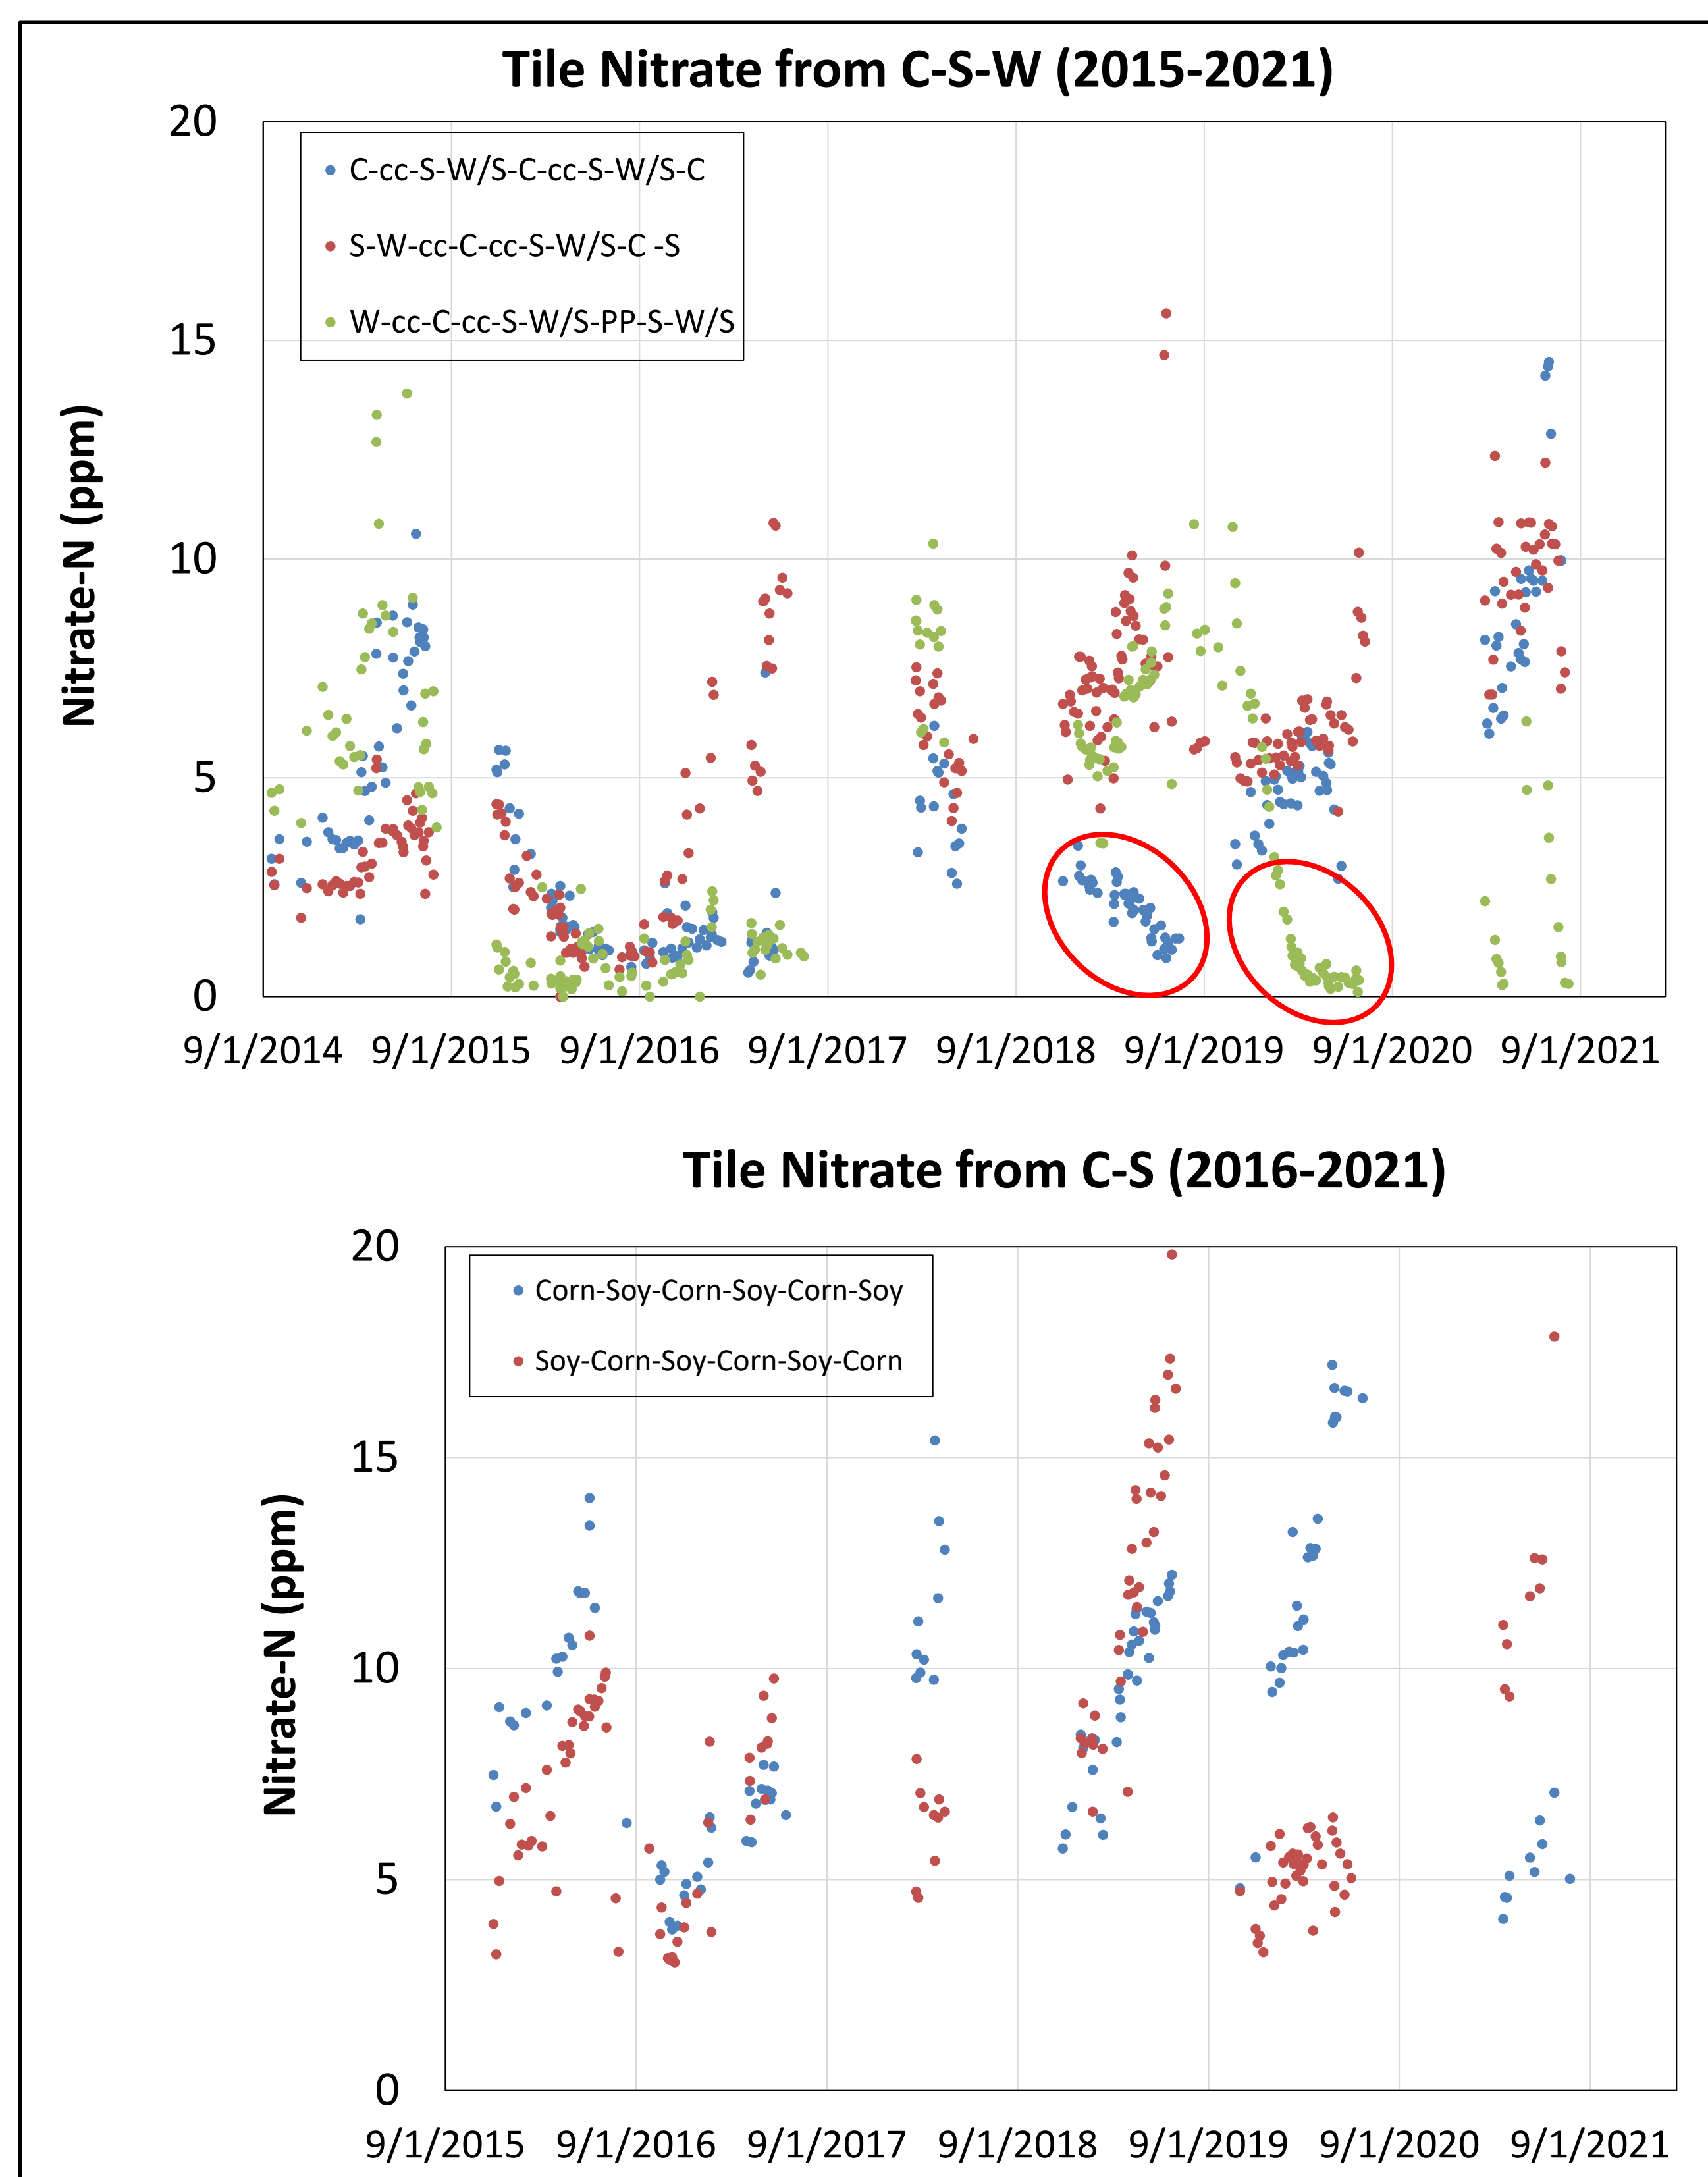 Tile Nitrate from C-S-W (2015-2021)
20
C-cc-S-W/S-C-cc-S-W/S-C
S-W-cc-C-cc-S-W/S-C -S
W-cc-C-cc-S-W/S-PP-S-W/S
15
Nitrate-N (ppm)
10
5
0
9/1/2014 9/1/2015 9/1/2016 9/1/2017 9/1/2018 9/1/2019 9/1/2020 9/1/2021
Tile Nitrate from C-S (2016-2021)
20
Corn-Soy-Corn-Soy-Corn-Soy
Soy-Corn-Soy-Corn-Soy-Corn
15
Nitrate-N (ppm)
10
5
0
9/1/2015 9/1/2016 9/1/2017 9/1/2018 9/1/2019 9/1/2020 9/1/2021